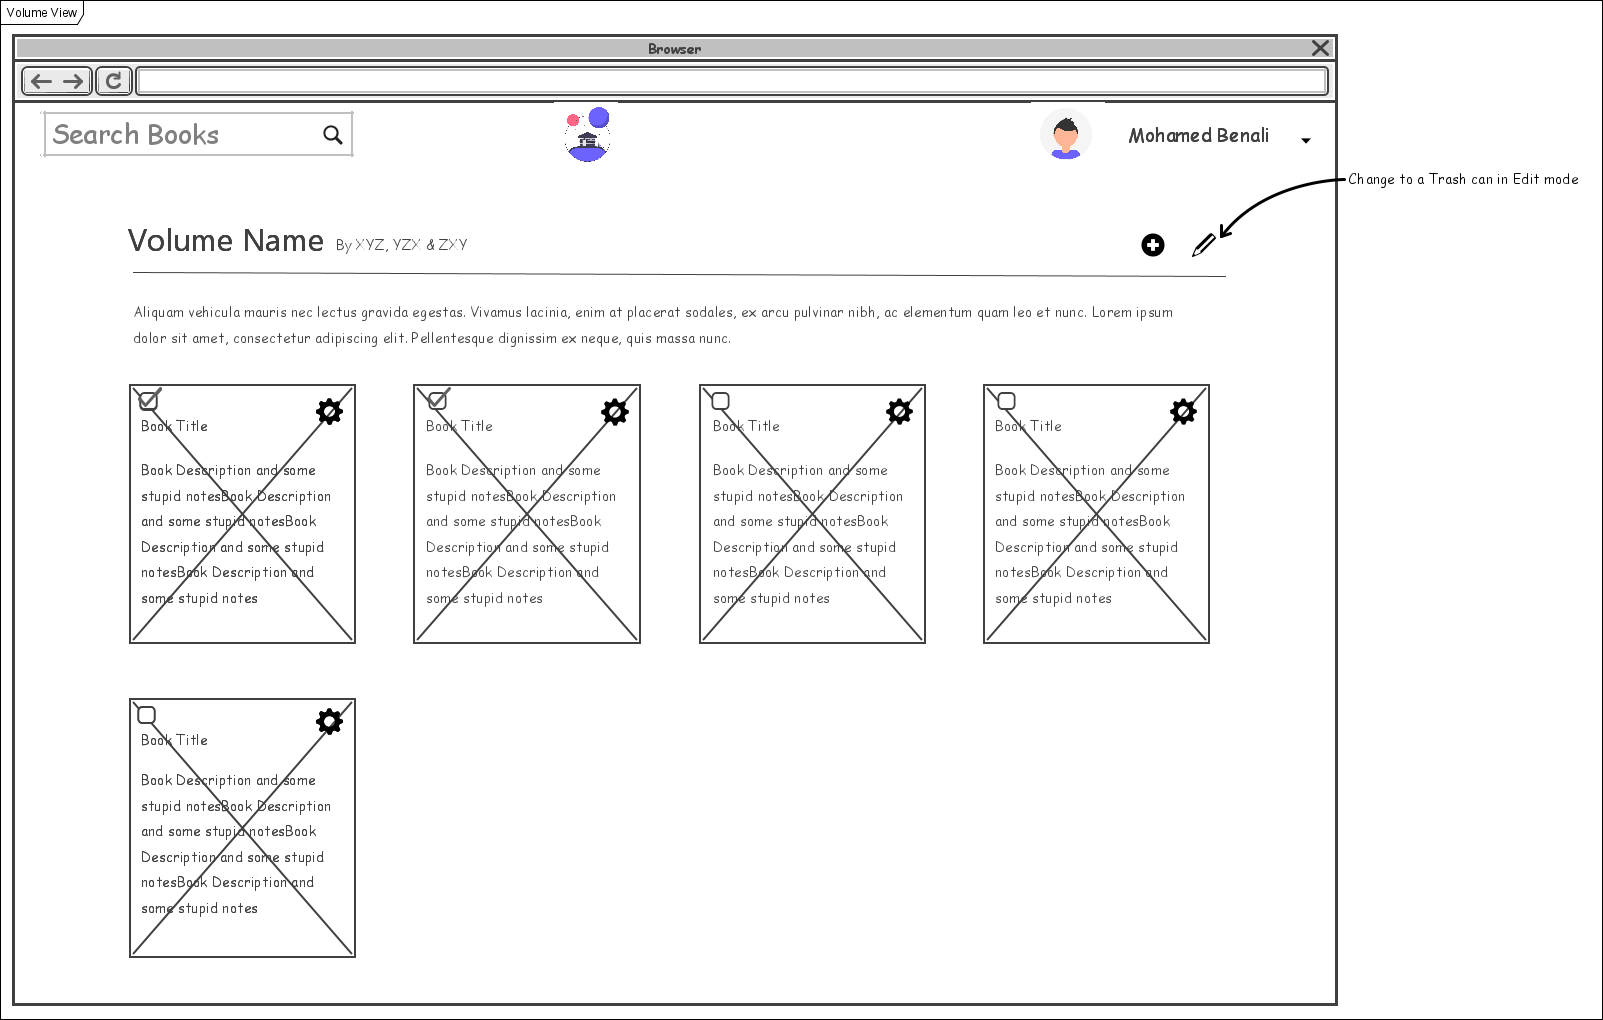 Volume View
Browser
Search Books
Mohamed Benali
Change to a Trash can in Edit mode
Volume Name By XYZ, YZX & ZXY
Aliquam vehicula mauris nec lectus gravida egestas. Vivamus lacinia, enim at placerat sodales, ex arcu pulvinar nibh, ac elementum quam leo et nunc. Lorem ipsum
dolor sit amet, consectetur adipiscing elit. Pellentesque dignissim ex neque, quis massa nunc.
Book Title
Book Description and some
stupid notesBook Description
and some stupid notesBook
Description and some stupid
notesBook Description and
some stupid notes
Book Title
Book Description and some
stupid notesBook Description
and some stupid notesBook
Description and some stupid
notesBook Description and
some stupid notes
Book Title
Book Description and some
stupid notesBook Description
and some stupid notesBook
Description and some stupid
notesBook Description and
some stupid notes
Book Title
Book Description and some
stupid notesBook Description
and some stupid notesBook
Description and some stupid
notesBook Description and
some stupid notes
Book Title
Book Description and some
stupid notesBook Description
and some stupid notesBook
Description and some stupid
notesBook Description and
some stupid notes